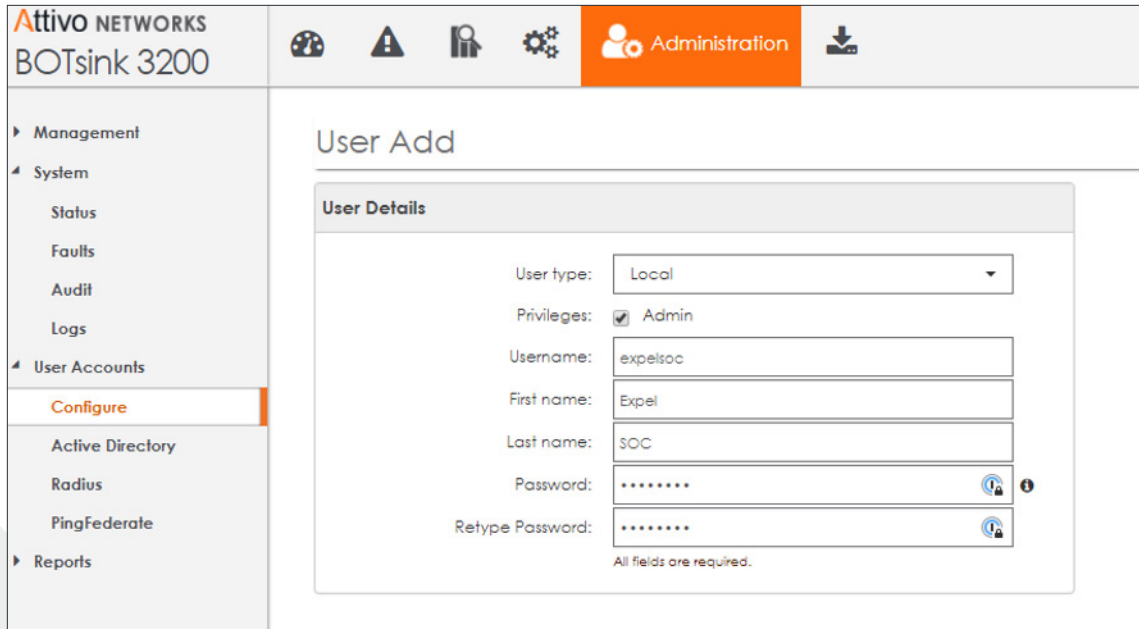 Attivo NETWORKS
BOTsink 3200
Administration
Management
System
Status
Faults
Audit
Logs
User Accounts
Configure
Active Directory
Radius
PingFederate
Reports
User Add
User Details
User type: Local
Privileges: Admin
Username: expelsoc
First name: Expel
Last name: SOC
Password: ••••••••
Retype Password: ••••••••
All fields are required.